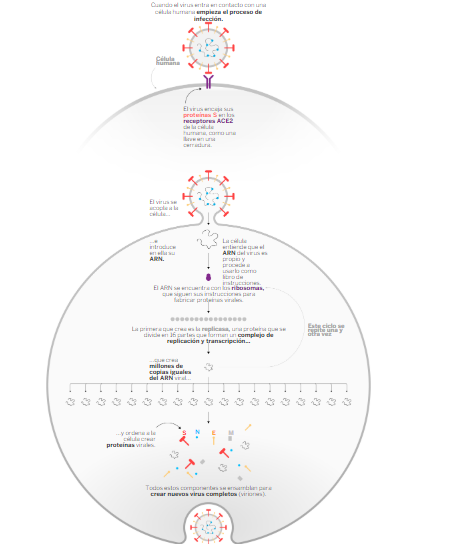 Cuando el virus entra en contacto con una
célula humana empieza el proceso de
infección.
Célula
humana
El virus encaja sus
proteínas S en los
receptores ACE2
de la célula
humana, como una
llave en una
cerradura.
El virus se
acopla a la
célula...
...e
introduce
en ella su
ARN.
La célula
entiende que el
ARN del virus es
propio y
procede a
usarlo como
libro de
instrucciones.
El ARN se encuentra con los ribosomas,
que siguen sus instrucciones para
fabricar proteínas virales.
La primera que crea es la replicasa, una proteína que se
divide en 16 partes que forman un complejo de
replicación y transcripción...
Este ciclo se
repite una y
otra vez
...que crea
millones de
copias iguales
del ARN viral...
...y ordena a la
célula crear
proteínas virales.
S N E M
Todos estos componentes se ensamblan para
crear nuevos virus completos (viriones).